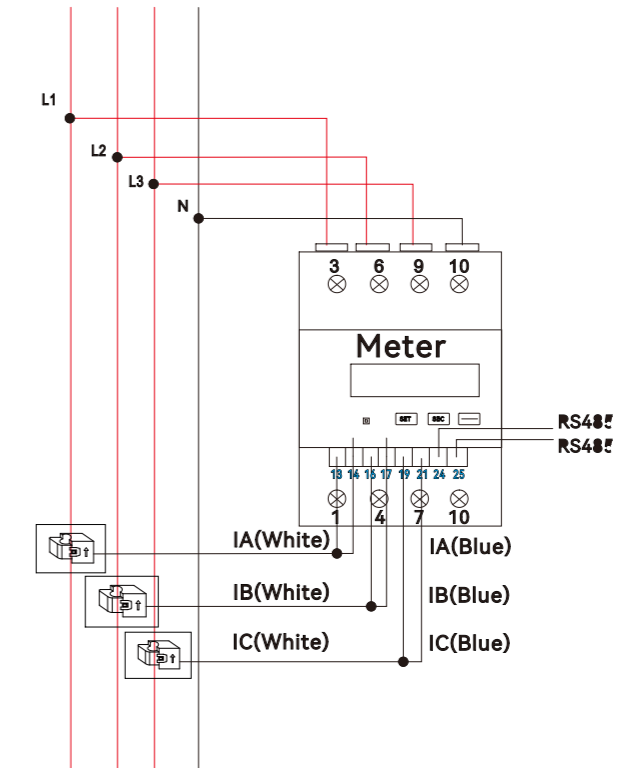 L1
L2
L3
N
3 6 9 10
Meter
SET SEC
RS485
RS485
13 14 16 17 19 21 24 25
1 4 7 10
IA(White) IA(Blue)
IB(White) IB(Blue)
IC(White) IC(Blue)